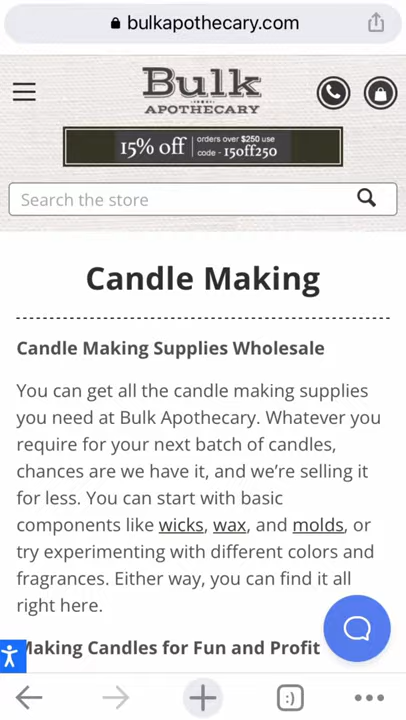 bulkapothecary.com
Bulk
APOTHECARY
15% off | orders over $250 use
code - 15off250
Search the store
Candle Making
Candle Making Supplies Wholesale
You can get all the candle making supplies
you need at Bulk Apothecary. Whatever you
require for your next batch of candles,
chances are we have it, and we’re selling it
for less. You can start with basic
components like wicks, wax, and molds, or
try experimenting with different colors and
fragrances. Either way, you can find it all
right here.
Making Candles for Fun and Profit
:)